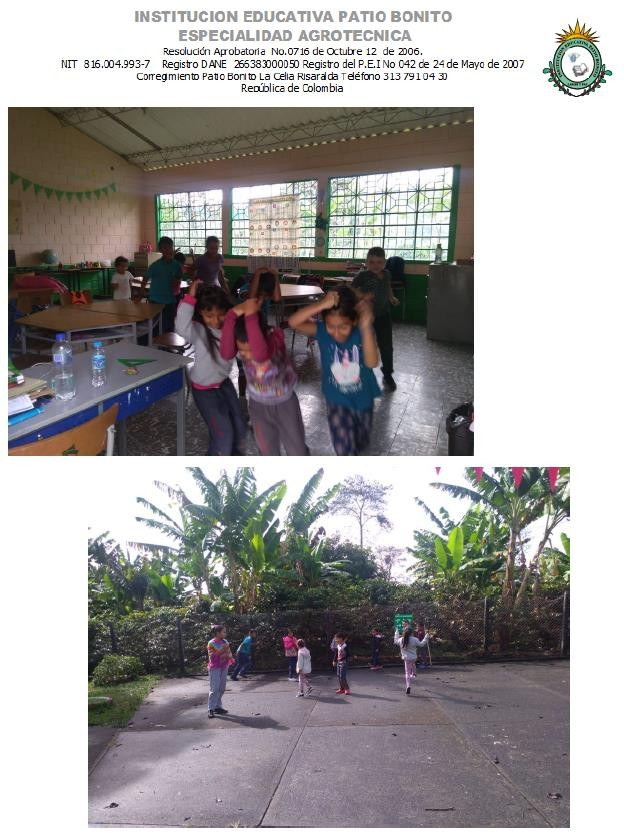 INSTITUCION EDUCATIVA PATIO BONITO
ESPECIALIDAD AGROTECNICA
Resolución Aprobatoria No.0716 de Octubre 12 de 2006.
NIT 816.004.993-7 Registro DANE 266383000050 Registro del P.E.I No 042 de 24 de Mayo de 2007
Corregimiento Patio Bonito La Celia Risaralda Teléfono 313 791 04 30
República de Colombia